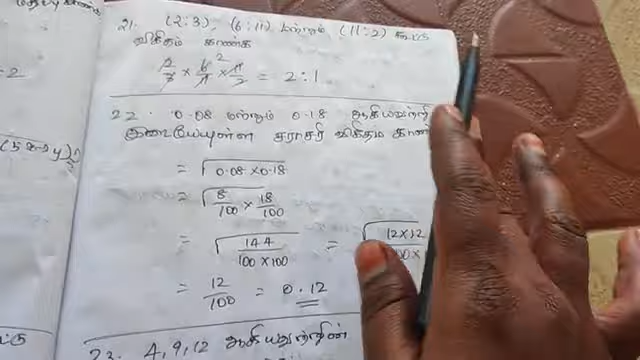 21. (2:3), (6:11) மற்றும் (11:2) கூட்டு
விகிதம் காண்க
2/3 × 6/11 × 11/2 = 2:1
22. 0.08 மற்றும் 0.18 ஆகியவற்றி
இடையேயுள்ள சராசரி விகிதம் காண்
= √0.08×0.18
= √8/100 × 18/100
= √144/100×100 = √12×12
= 12/100 = 0.12
23. 4,9,12 ஆகியவற்றின்